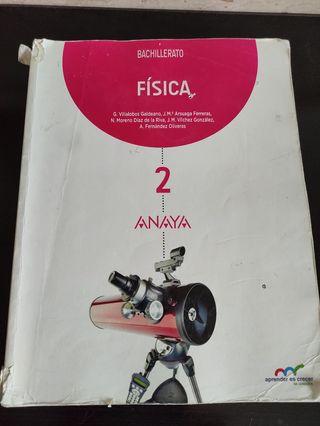 BACHILLERATO
FÍSICA
G. Villalobos Galdeano, J.M.ª Arsuaga Ferreras,
N. Moreno Díaz de la Riva, J. M. Vílchez González,
A. Fernández Oliveras
2
ANAYA
aprender es crecer